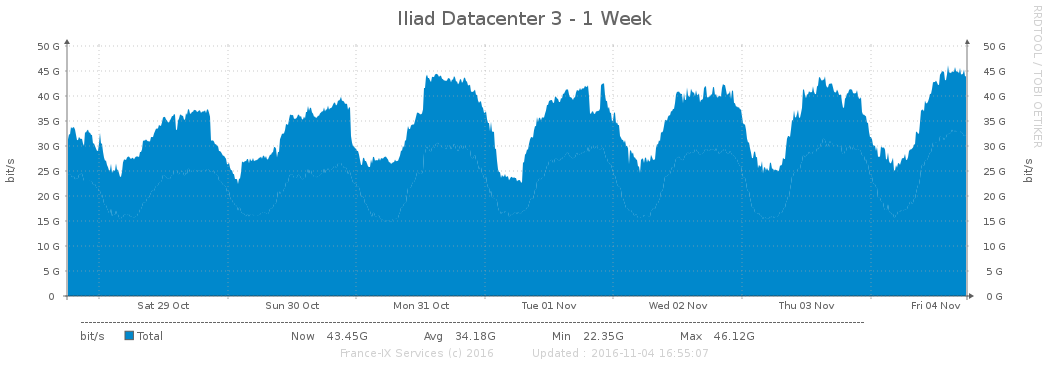 Iliad Datacenter 3 - 1 Week
RRDTOOL / TOBI OETIKER
bit/s
50 G 50 G
45 G 45 G
40 G 40 G
35 G 35 G
30 G 30 G
25 G 25 G
20 G 20 G
15 G 15 G
10 G 10 G
5 G 5 G
0 0 G
bit/s
Sat 29 Oct Sun 30 Oct Mon 31 Oct Tue 01 Nov Wed 02 Nov Thu 03 Nov Fri 04 Nov
bit/s Total Now 43.45G Avg 34.18G Min 22.35G Max 46.12G
France-IX Services (c) 2016 Updated : 2016-11-04 16:55:07